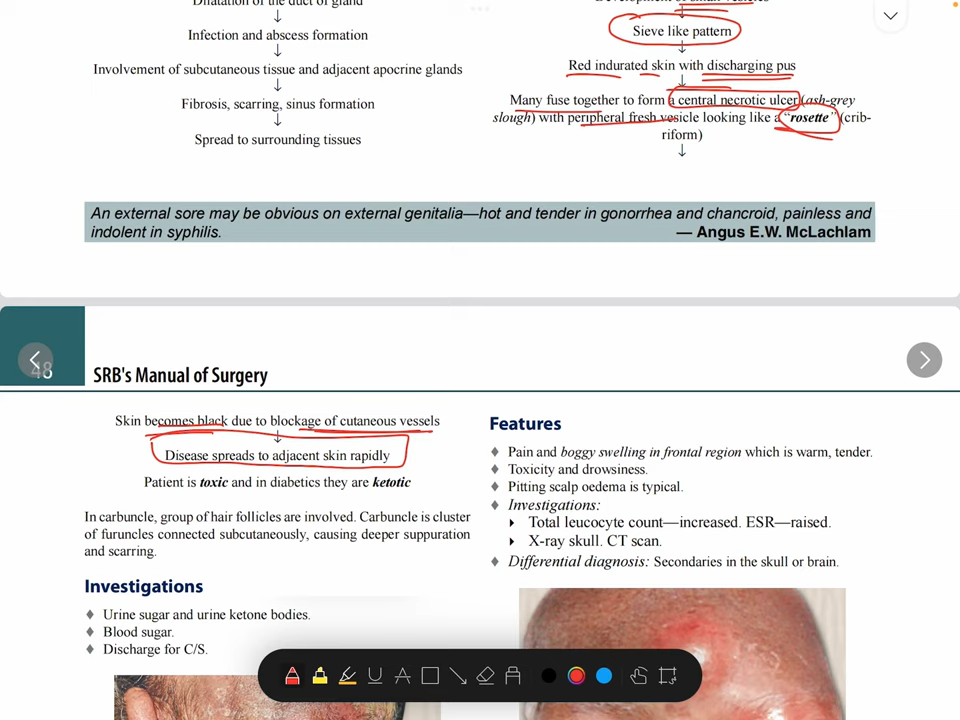 Dilatation of the duct of gland
↓
Infection and abscess formation
↓
Involvement of subcutaneous tissue and adjacent apocrine glands
↓
Fibrosis, scarring, sinus formation
↓
Spread to surrounding tissues
Development of small vesicles
↓
Sieve like pattern
↓
Red indurated skin with discharging pus
↓
Many fuse together to form a central necrotic ulcer (ash-grey
slough) with peripheral fresh vesicle looking like a “rosette” (crib-
riform)
↓
An external sore may be obvious on external genitalia—hot and tender in gonorrhea and chancroid, painless and
indolent in syphilis.
— Angus E.W. McLachlam
48
SRB's Manual of Surgery
Skin becomes black due to blockage of cutaneous vessels
↓
Disease spreads to adjacent skin rapidly
Patient is toxic and in diabetics they are ketotic
In carbuncle, group of hair follicles are involved. Carbuncle is cluster
of furuncles connected subcutaneously, causing deeper suppuration
and scarring.
Investigations
♦ Urine sugar and urine ketone bodies.
♦ Blood sugar.
♦ Discharge for C/S.
Features
♦ Pain and boggy swelling in frontal region which is warm, tender.
♦ Toxicity and drowsiness.
♦ Pitting scalp oedema is typical.
♦ Investigations:
▸ Total leucocyte count—increased. ESR—raised.
▸ X-ray skull. CT scan.
♦ Differential diagnosis: Secondaries in the skull or brain.